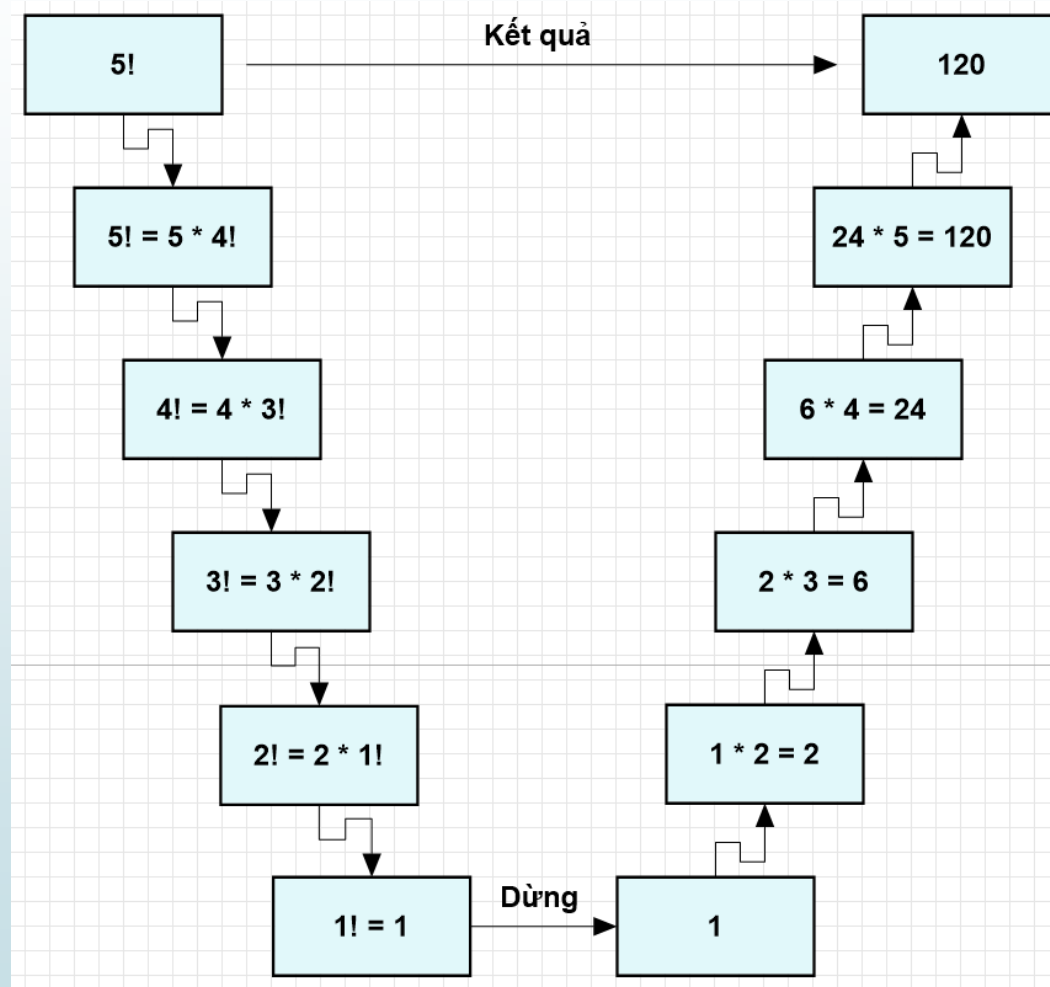 Kết quả
5!
120
5! = 5 * 4!
24 * 5 = 120
4! = 4 * 3!
6 * 4 = 24
3! = 3 * 2!
2 * 3 = 6
2! = 2 * 1!
1 * 2 = 2
Dừng
1! = 1
1